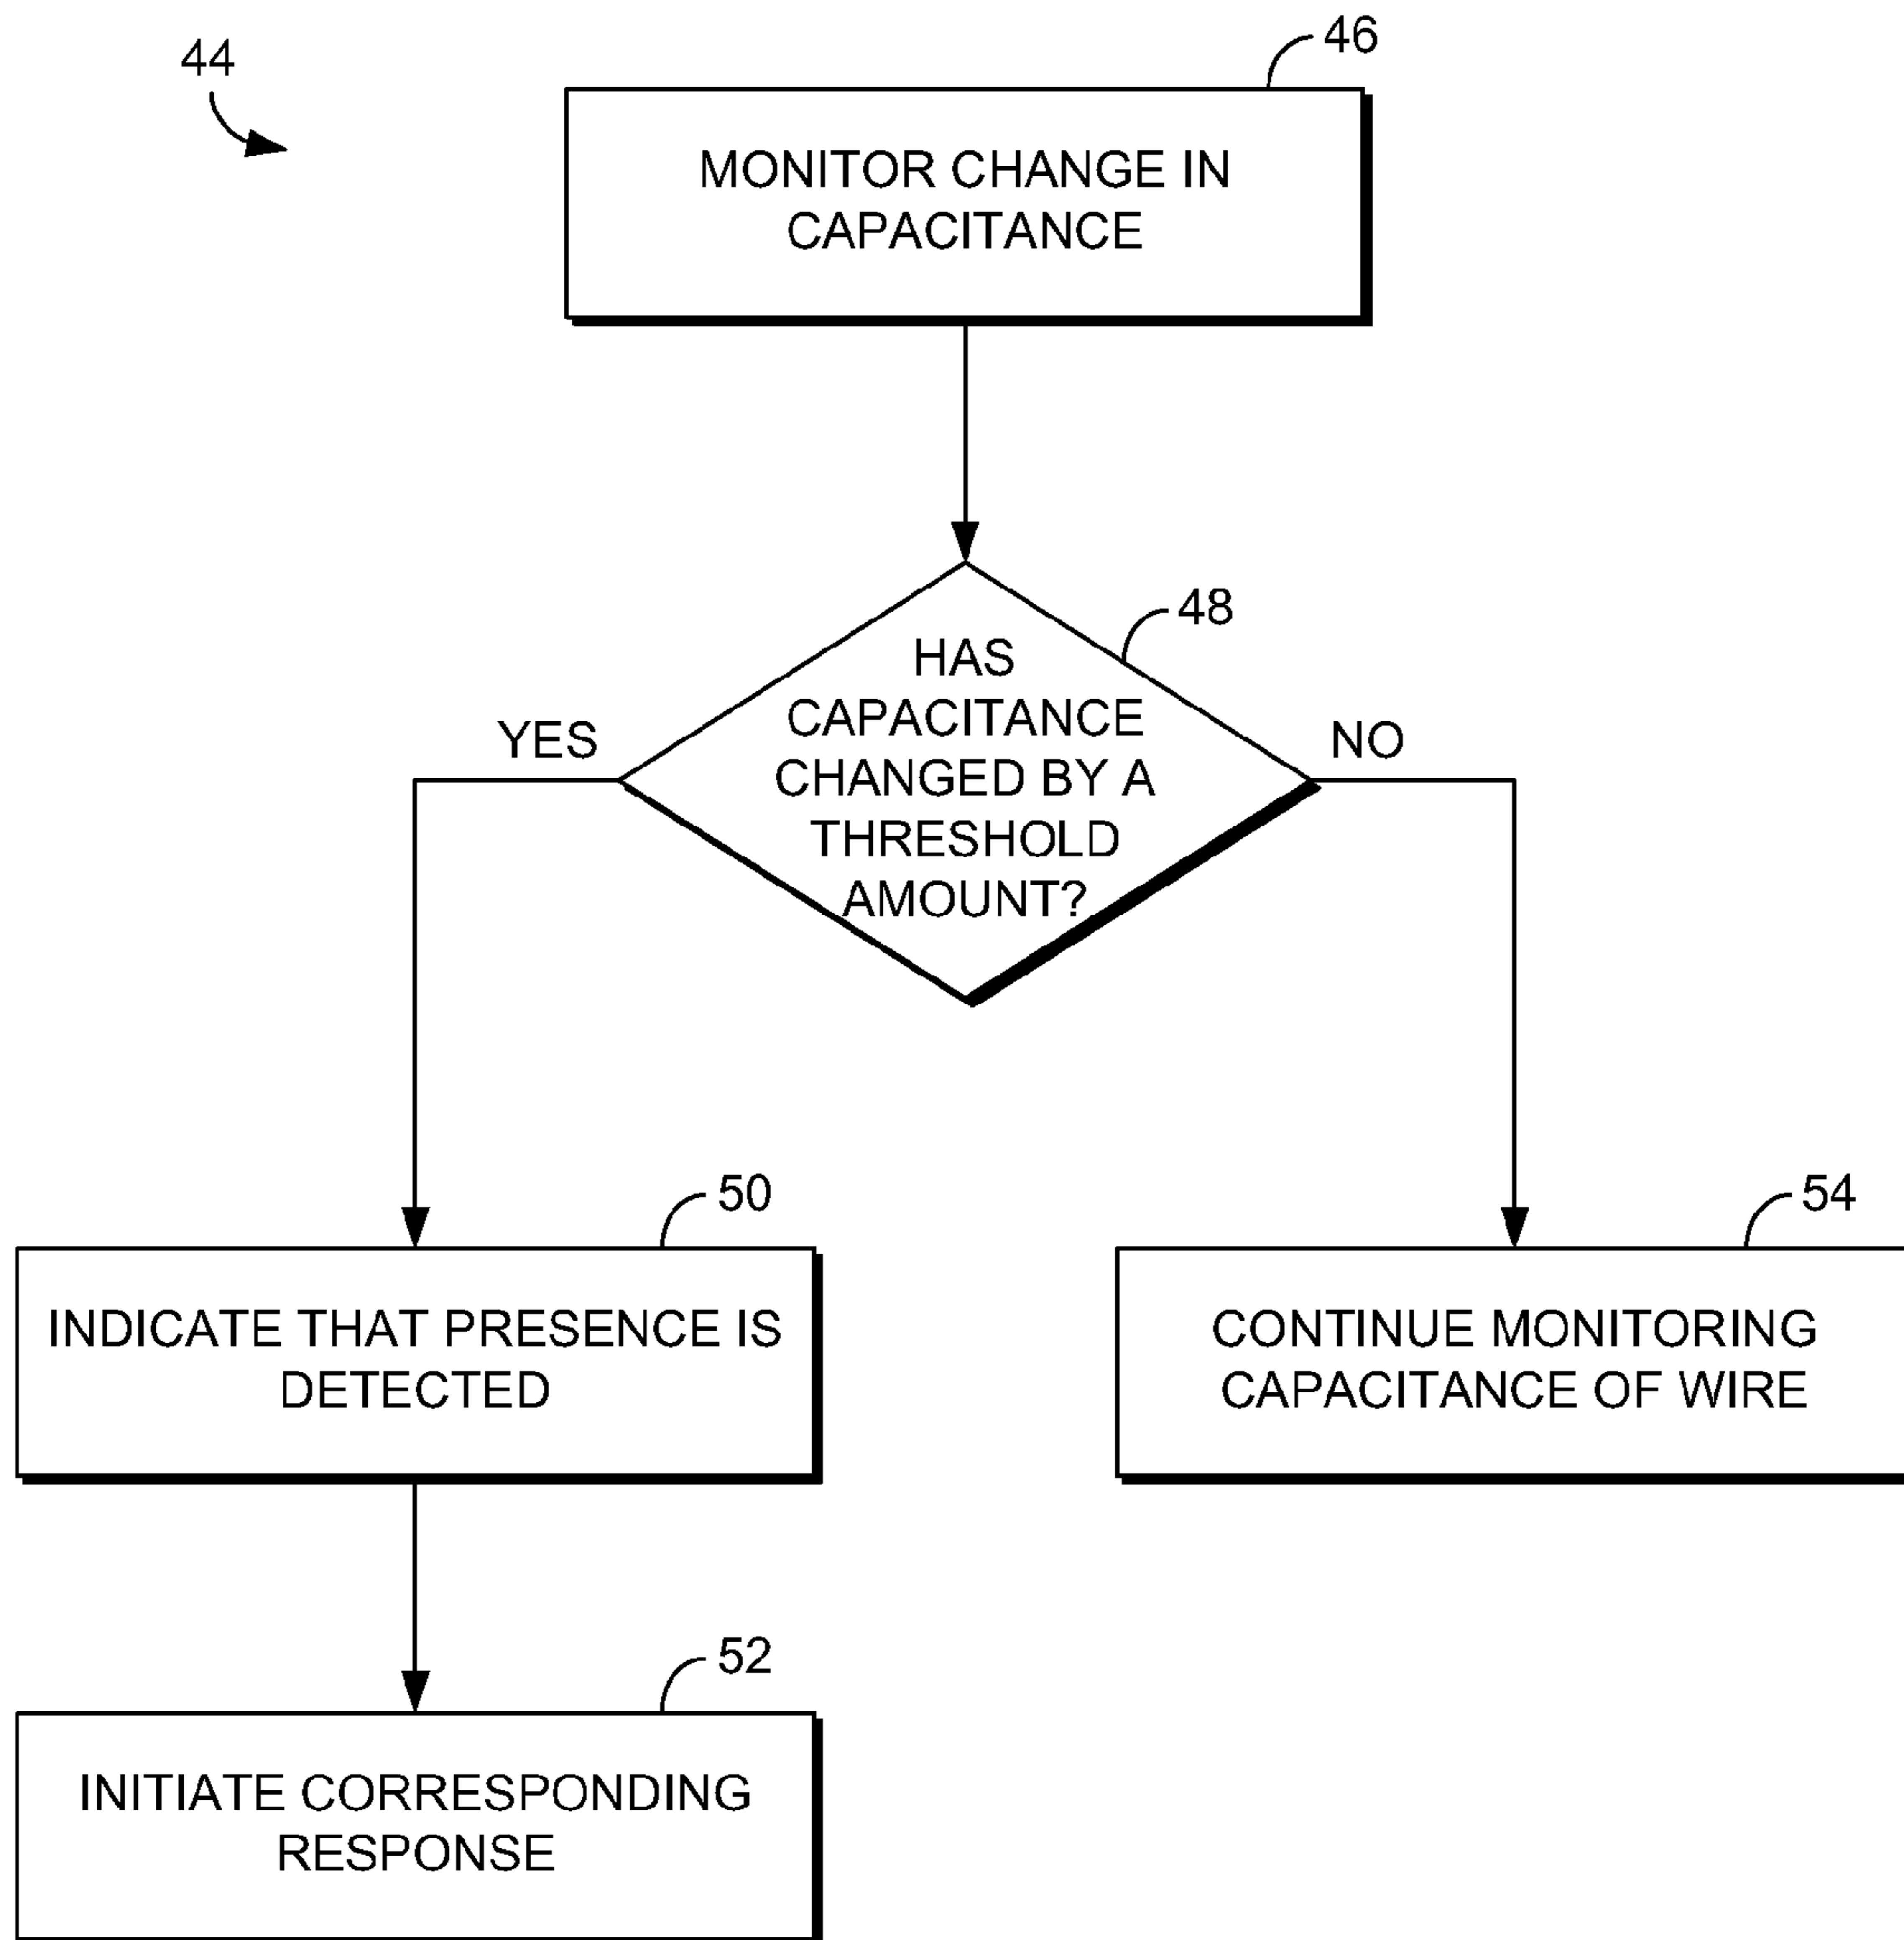 44
46
MONITOR CHANGE IN
CAPACITANCE
48
HAS
CAPACITANCE
CHANGED BY A
THRESHOLD
AMOUNT?
YES
NO
50
INDICATE THAT PRESENCE IS
DETECTED
54
CONTINUE MONITORING
CAPACITANCE OF WIRE
52
INITIATE CORRESPONDING
RESPONSE